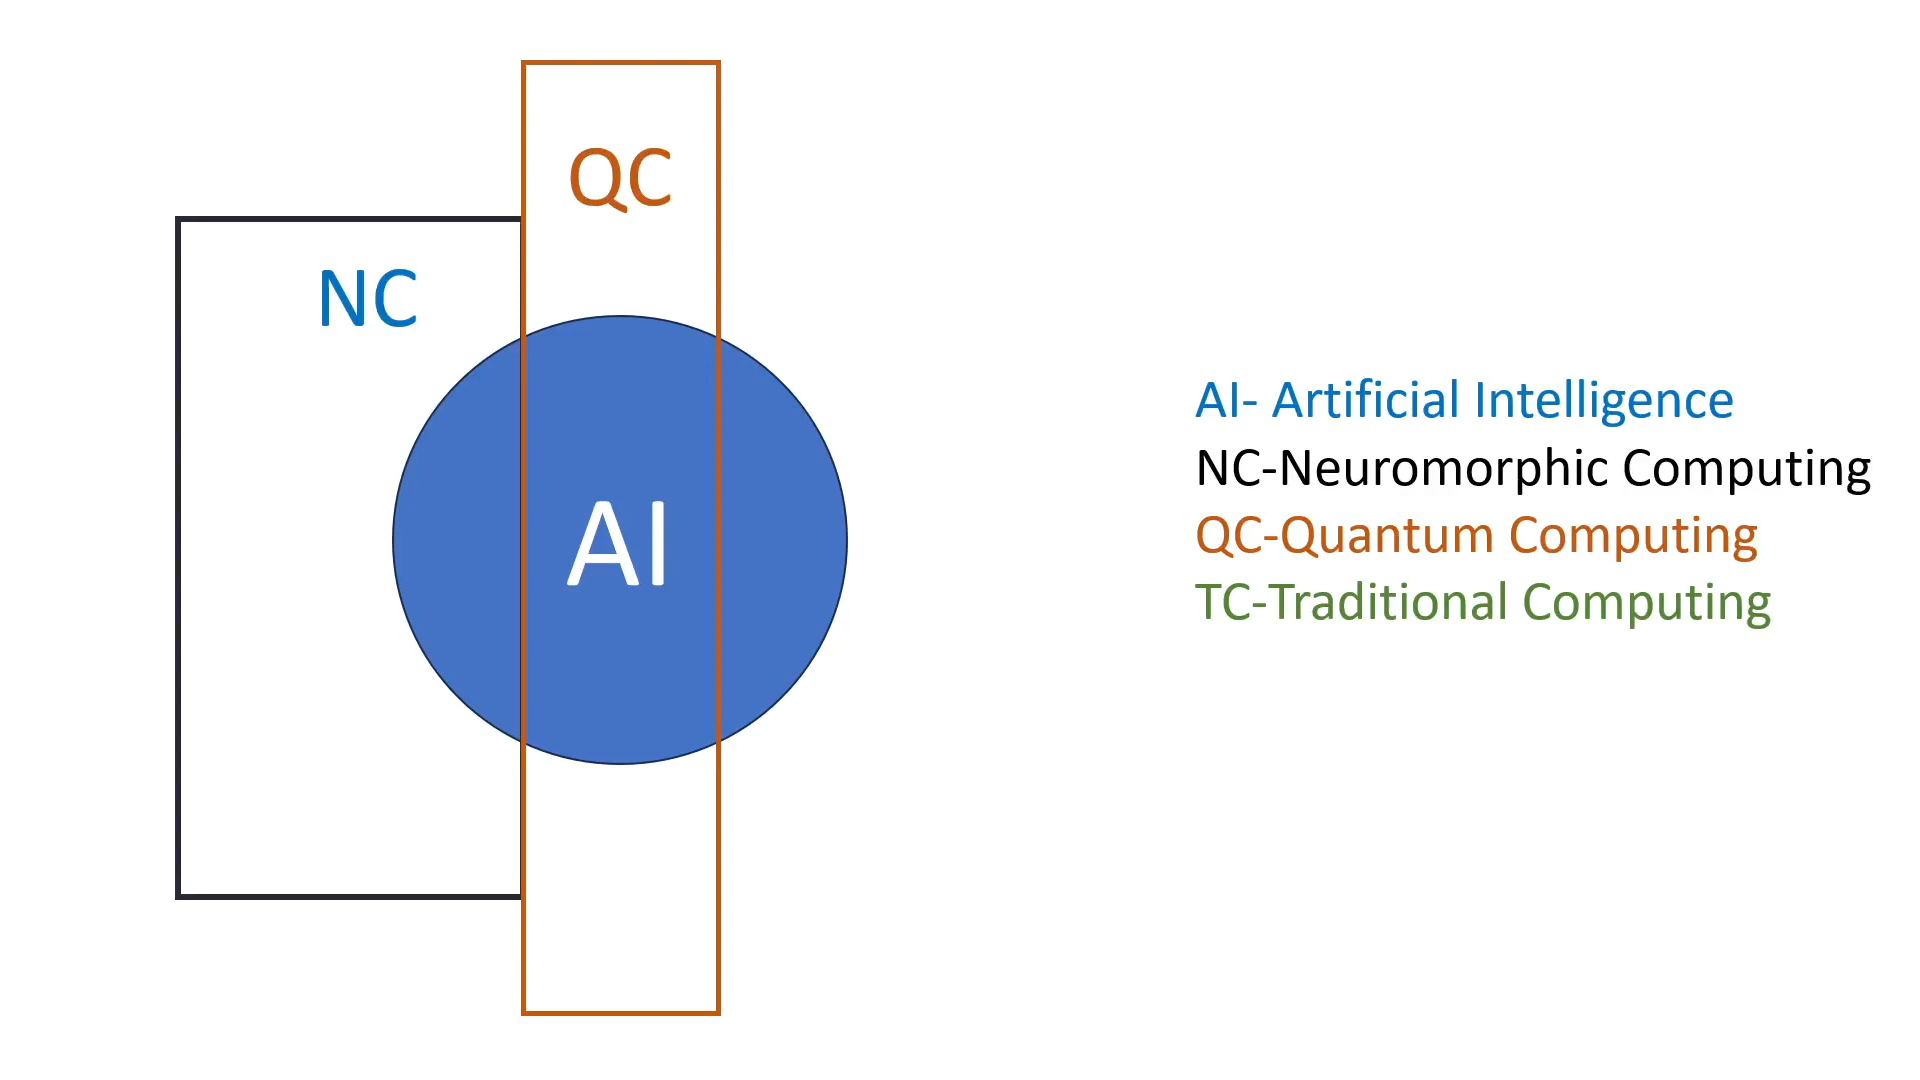 QC
NC
AI
AI- Artificial Intelligence
NC-Neuromorphic Computing
QC-Quantum Computing
TC-Traditional Computing